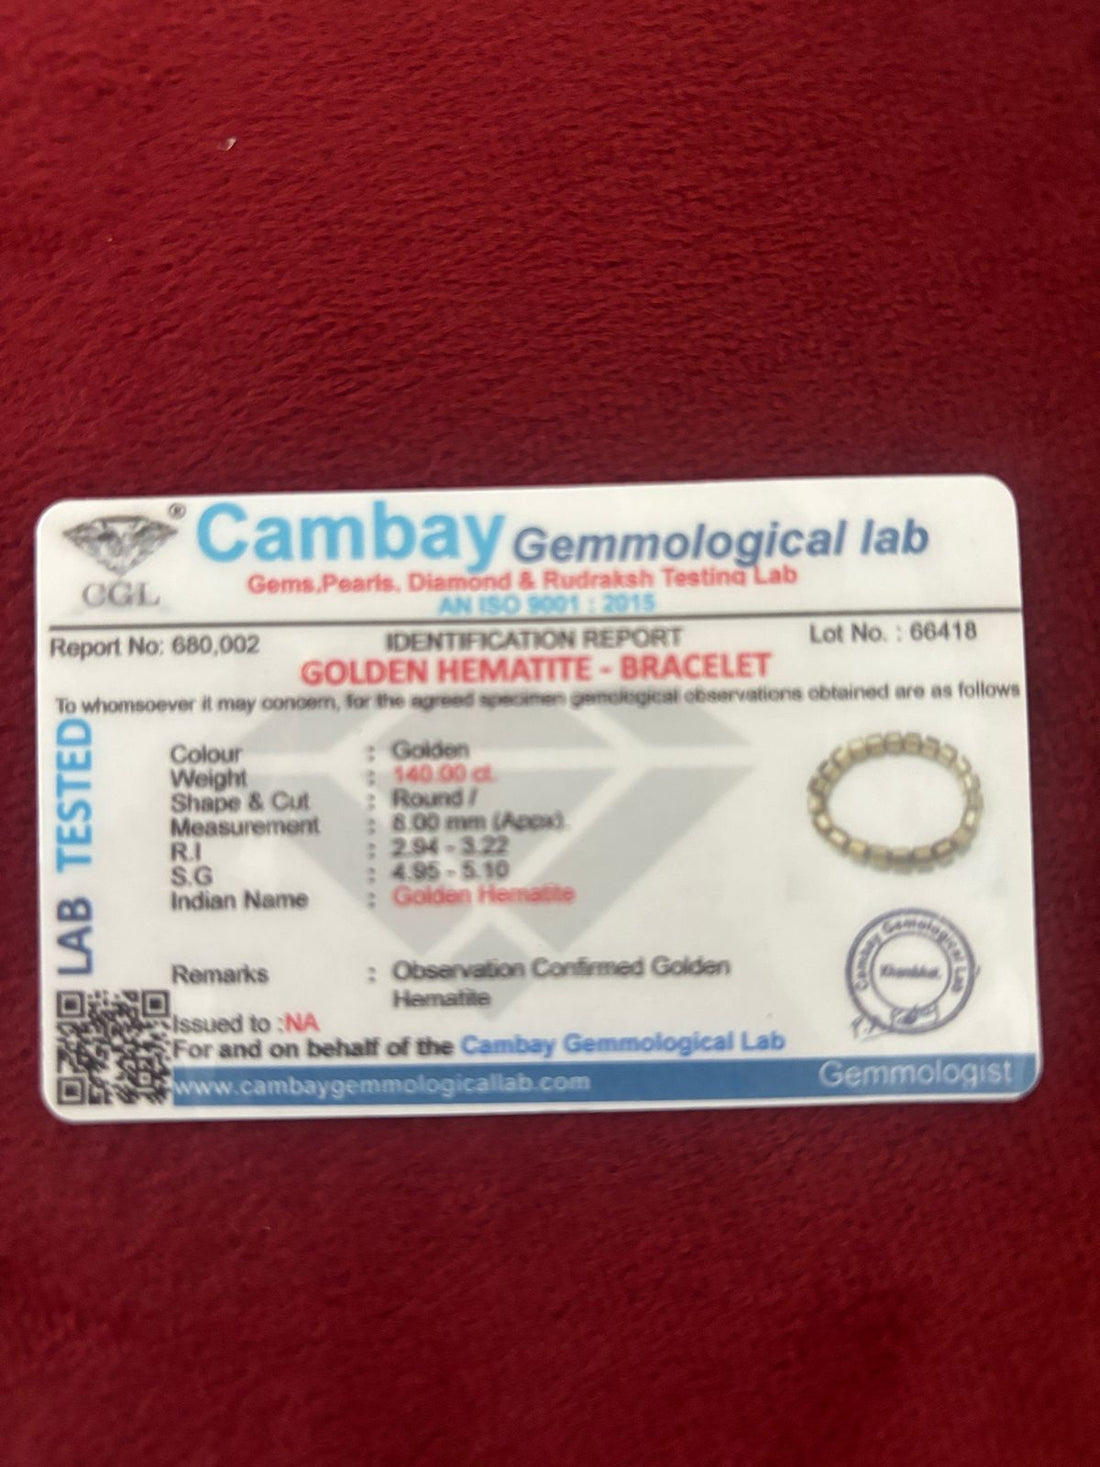 ®
CGL
Cambay Gemmological lab
Gems,Pearls, Diamond & Rudraksh Testing Lab
AN ISO 9001 : 2015
Report No: 680,002
IDENTIFICATION REPORT
Lot No. : 66418
GOLDEN HEMATITE - BRACELET
To whomsoever it may concern, for the agreed specimen gemological observations obtained are as follows
LAB TESTED
Colour : Golden
Weight : 140.00 ct.
Shape & Cut : Round /
Measurement : 8.00 mm (Appx).
R.I : 2.94 - 3.22
S.G : 4.95 - 5.10
Indian Name : Golden Hematite
Remarks : Observation Confirmed Golden
Hematite
Cambay Gemological Lab
Khambhat.
Issued to :NA
For and on behalf of the Cambay Gemmological Lab
www.cambaygemmologicallab.com
Gemmologist